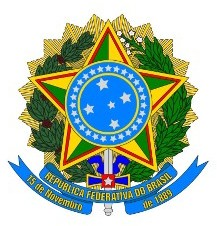 REPÚBLICA FEDERATIVA DO BRASIL
15 de Novembro de 1889